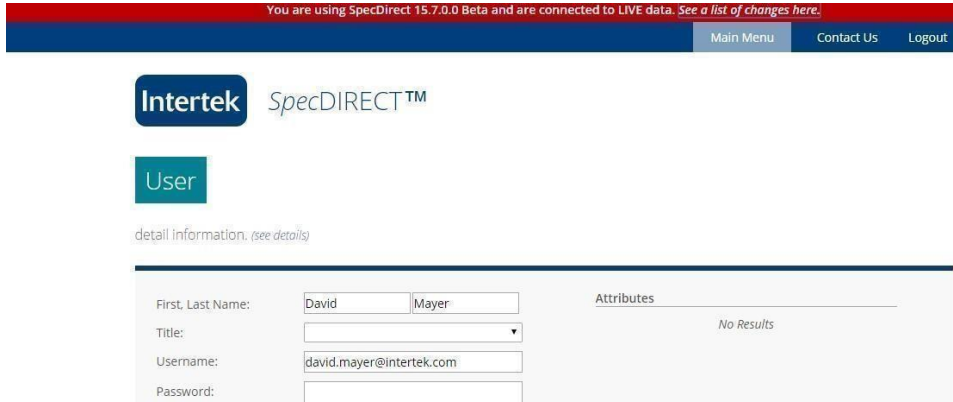 You are using SpecDirect 15.7.0.0 Beta and are connected to LIVE data. See a list of changes here.
Main Menu Contact Us Logout
Intertek SpecDIRECT™
User
detail information. (see details)
First, Last Name: David Mayer
Attributes
No Results
Title:
Username: david.mayer@intertek.com
Password: